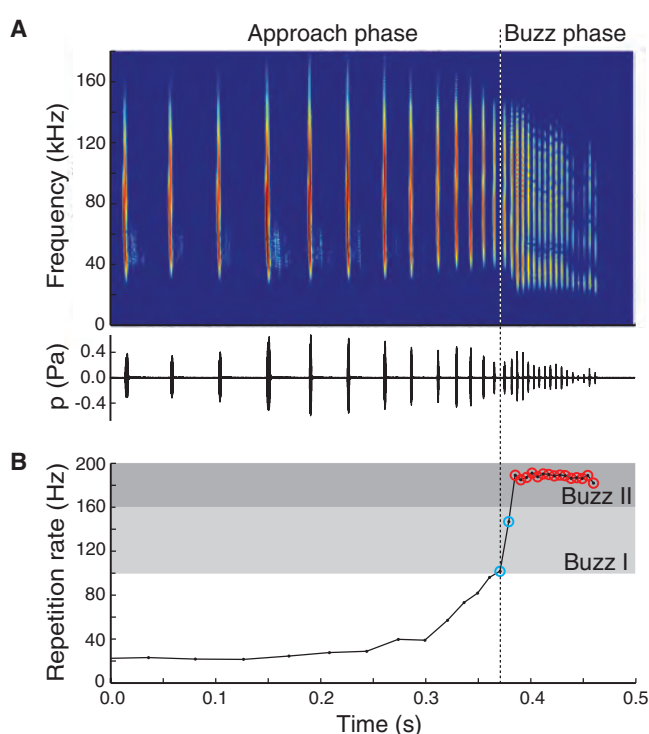 A
Approach phase
Buzz phase
Frequency (kHz)
160
120
80
40
0
p (Pa)
0.4
0.0
-0.4
B
Repetition rate (Hz)
200
160
120
80
40
0
Buzz II
Buzz I
0.0
0.1
0.2
0.3
0.4
0.5
Time (s)